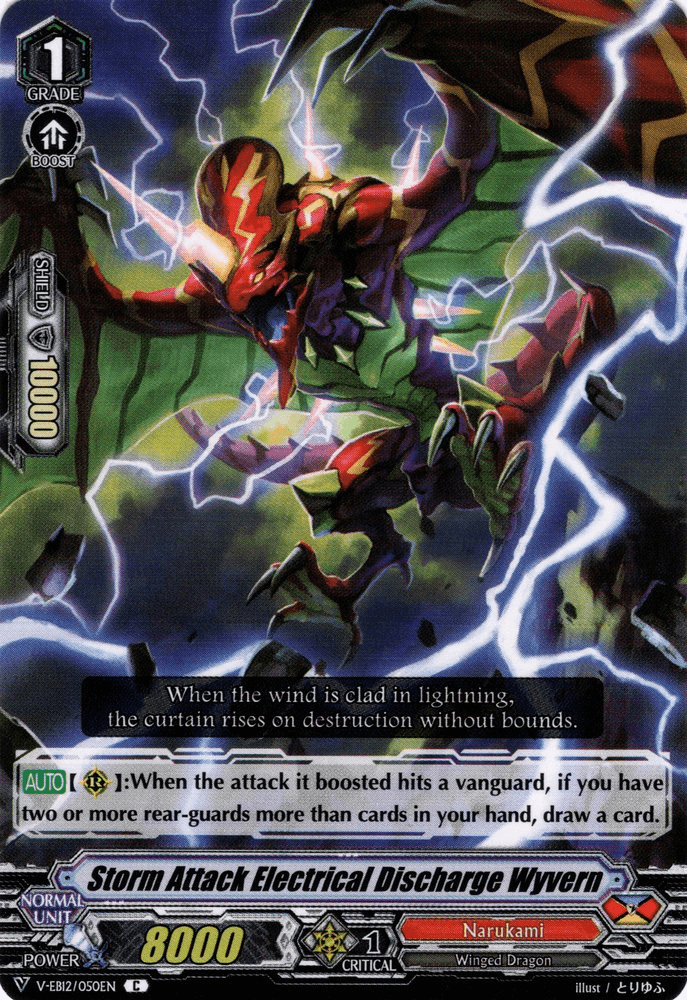 1
GRADE
BOOST
SHIELD
10000
When the wind is clad in lightning,
the curtain rises on destruction without bounds.
AUTO【 R 】:When the attack it boosted hits a vanguard, if you have
two or more rear-guards more than cards in your hand, draw a card.
Storm Attack Electrical Discharge Wyvern
NORMAL
UNIT
POWER
8000
1
CRITICAL
Narukami
Winged Dragon
V-EB12/050EN C
illust / とりゆふ